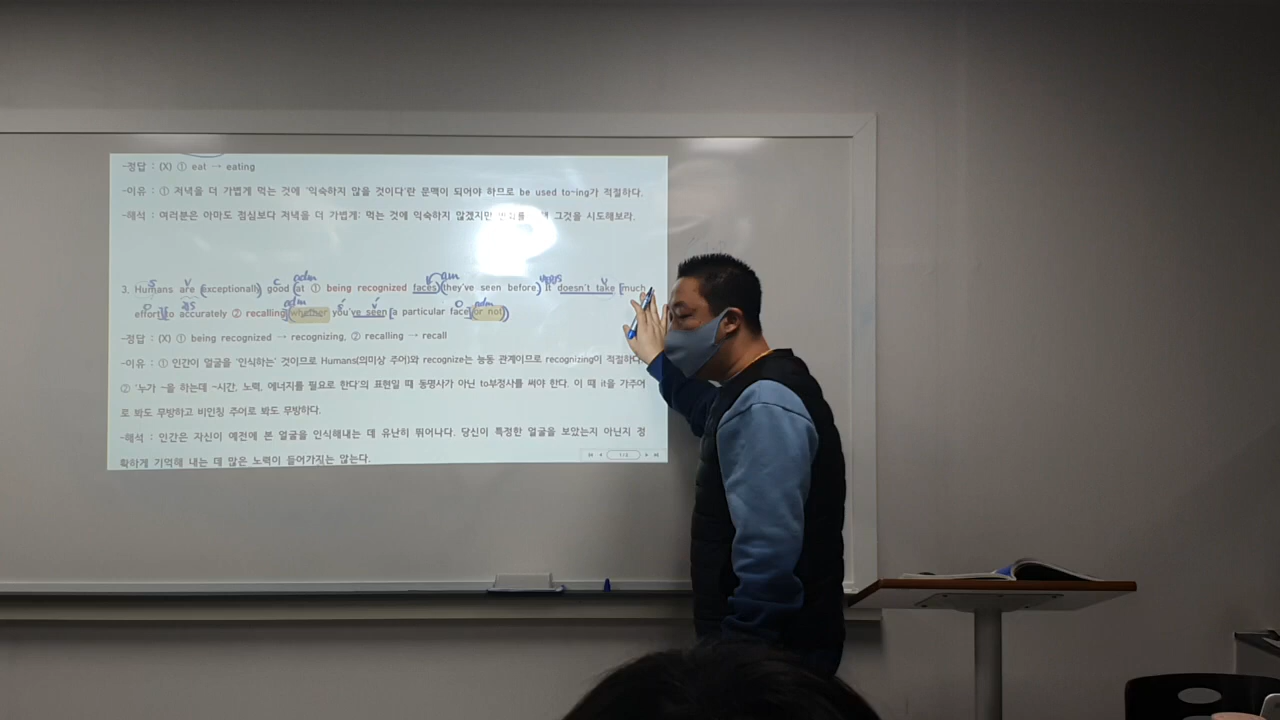 -정답 : (X) ① eat → eating
-이유 : ① 저녁을 더 가볍게 먹는 것에 '익숙하지 않을 것이다'란 문맥이 되어야 하므로 be used to~ing가 적절하다.
-해석 : 여러분은 아마도 점심보다 저녁을 더 가볍게 먹는 것에 익숙하지 않겠지만 그것을 시도해보라.
S V C adm V am V
3. Humans are (exceptionally) good at ① being recognized faces (they've seen before) It doesn't take [much
O adm S V O adm
effort] to accurately ② recalling (whether you've seen [a particular face] or not)
-정답 : (X) ① being recognized → recognizing, ② recalling → recall
-이유 : ① 인간이 얼굴을 '인식하는' 것이므로 Humans(의미상 주어)와 recognize는 능동 관계이므로 recognizing이 적절하다.
② '누가 ~을 하는데 ~시간, 노력, 에너지를 필요로 한다'의 표현일 때 동명사가 아닌 to부정사를 써야 한다. 이 때 it을 가주어
로 봐도 무방하고 비인칭 주어로 봐도 무방하다.
-해석 : 인간은 자신이 예전에 본 얼굴을 인식해내는 데 유난히 뛰어나다. 당신이 특정한 얼굴을 보았는지 아닌지 정
확하게 기억해 내는 데 많은 노력이 들어가지는 않는다.